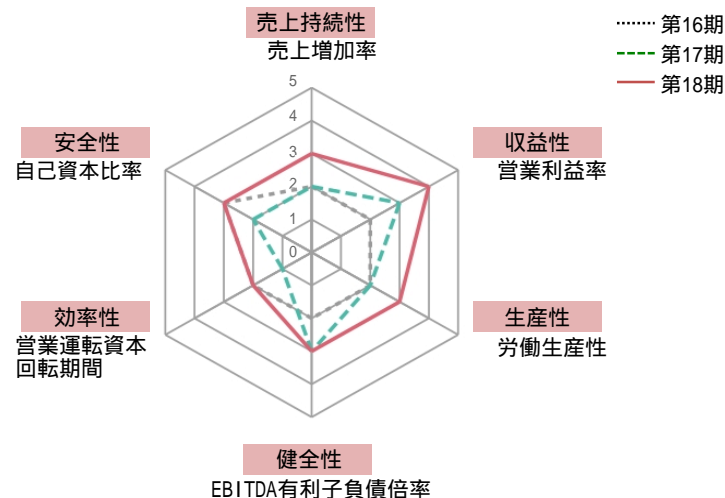 売上持続性
売上増加率
第16期
第17期
第18期
5
4
3
2
1
0
安全性
自己資本比率
収益性
営業利益率
効率性
営業運転資本
回転期間
生産性
労働生産性
健全性
EBITDA有利子負債倍率